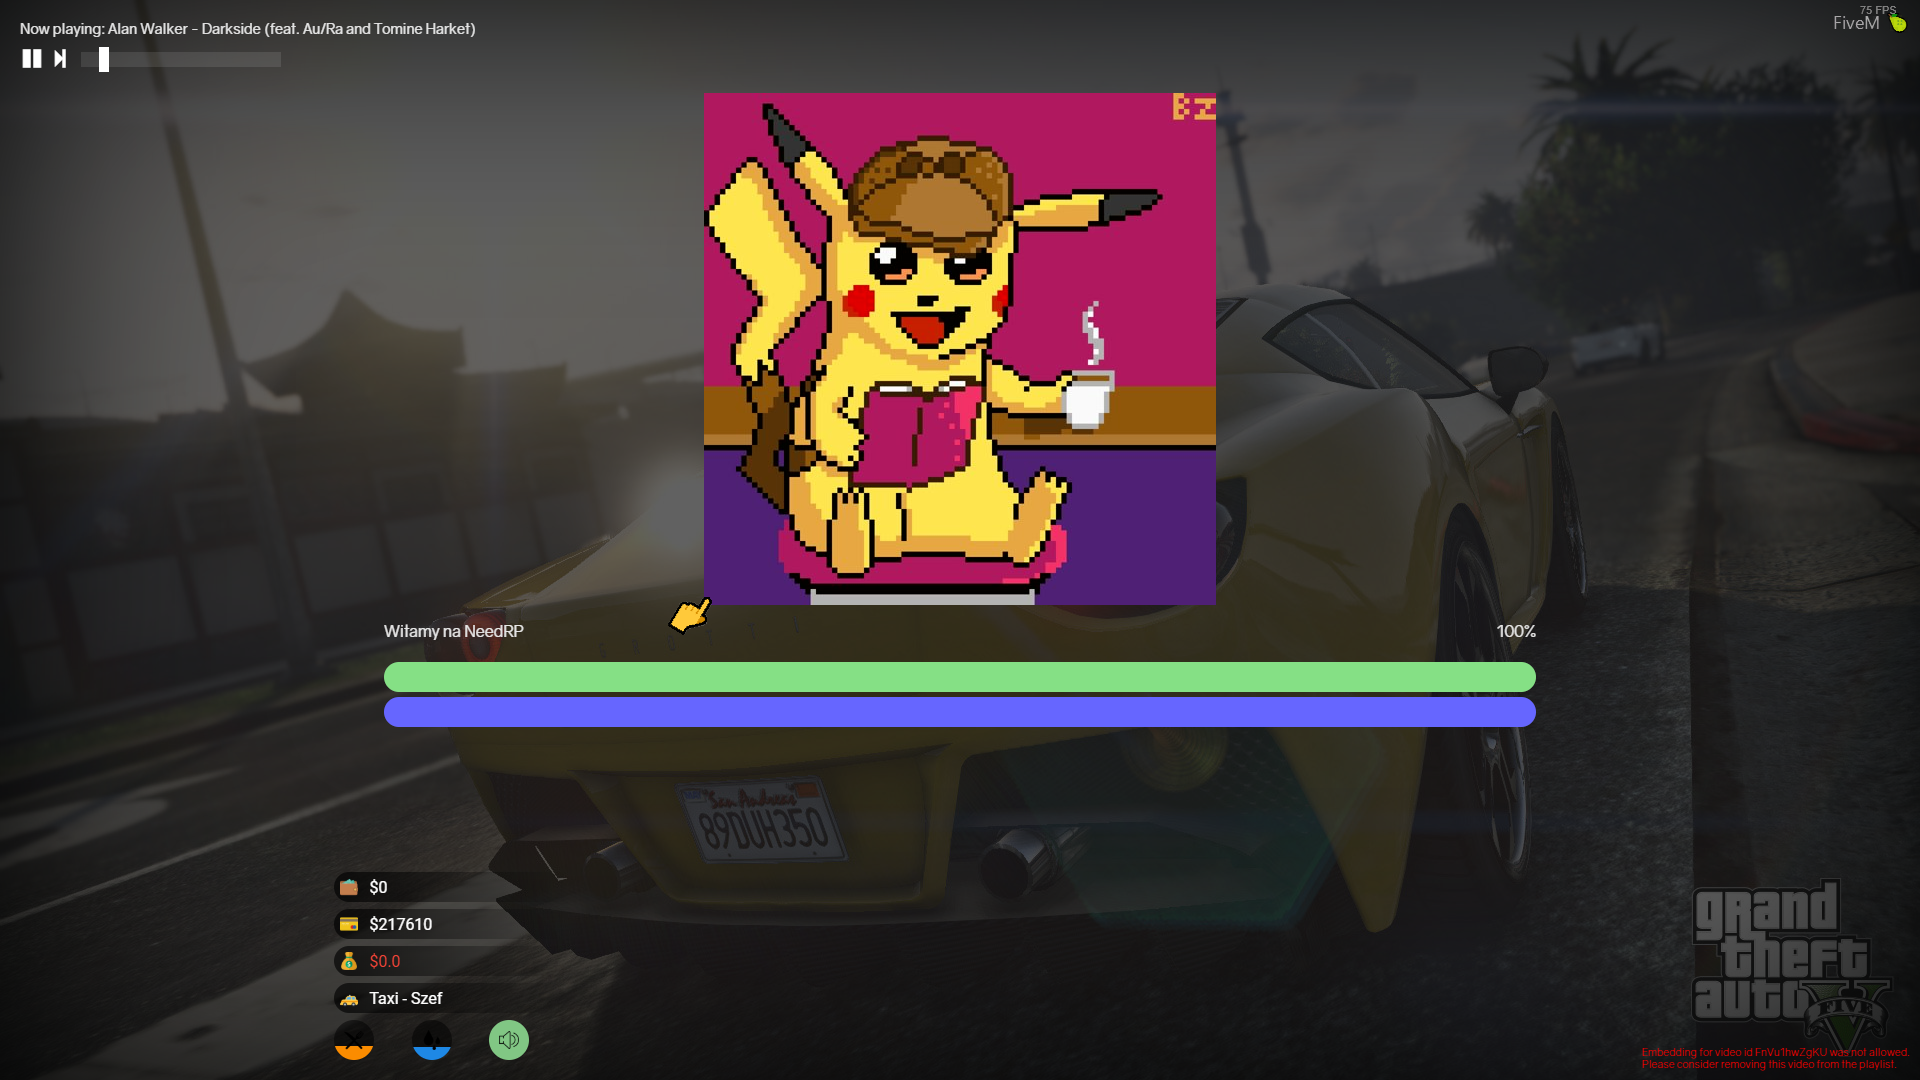 Now playing: Alan Walker - Darkside (feat. Au/Ra and Tomine Harket)
75 FPS
FiveM
BZ
Witamy na NeedRP
100%
San Andreas
89DUH350
$0
$217610
$0.0
Taxi - Szef
grand
theft
auto
FIVE
Embedding for video id FnVu1hwZgKU was not allowed.
Please consider removing this video from the playlist.